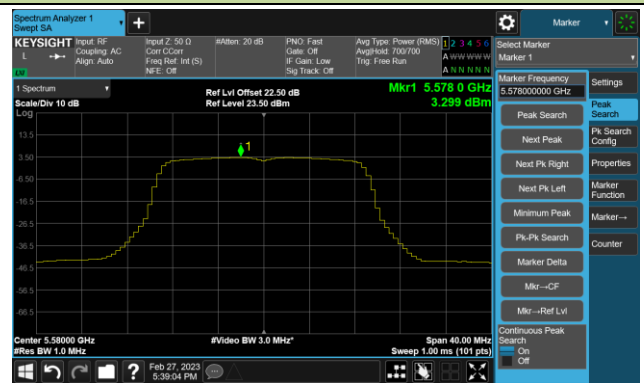 Spectrum Analyzer 1
Swept SA
+
Marker
KEYSIGHT
L
LW
Input: RF
Coupling: AC
Align: Auto
Input Z: 50 Ω
Corr CCorr
Freq Ref: Int (S)
NFE: Off
#Atten: 20 dB
PNO: Fast
Gate: Off
IF Gain: Low
Sig Track: Off
Avg Type: Power (RMS)
Avg|Hold: 700/700
Trig: Free Run
1 2 3 4 5 6
A W W W W W
A N N N N N
Select Marker
Marker 1
1 Spectrum
Scale/Div 10 dB
Log
Ref Lvl Offset 22.50 dB
Ref Level 23.50 dBm
Mkr1 5.578 0 GHz
3.299 dBm
13.5
3.50
-6.50
-16.5
-26.5
-36.5
-46.5
-56.5
-66.5
1
Center 5.58000 GHz
#Res BW 1.0 MHz
#Video BW 3.0 MHz*
Span 40.00 MHz
Sweep 1.00 ms (101 pts)
Marker Frequency
5.578000000 GHz
Peak Search
Next Peak
Next Pk Right
Next Pk Left
Minimum Peak
Pk-Pk Search
Marker Delta
Mkr→CF
Mkr→Ref Lvl
Continuous Peak
Search
On
Off
Settings
Peak
Search
Pk Search
Config
Properties
Marker
Function
Marker→
Counter
?
Feb 27, 2023
5:39:04 PM